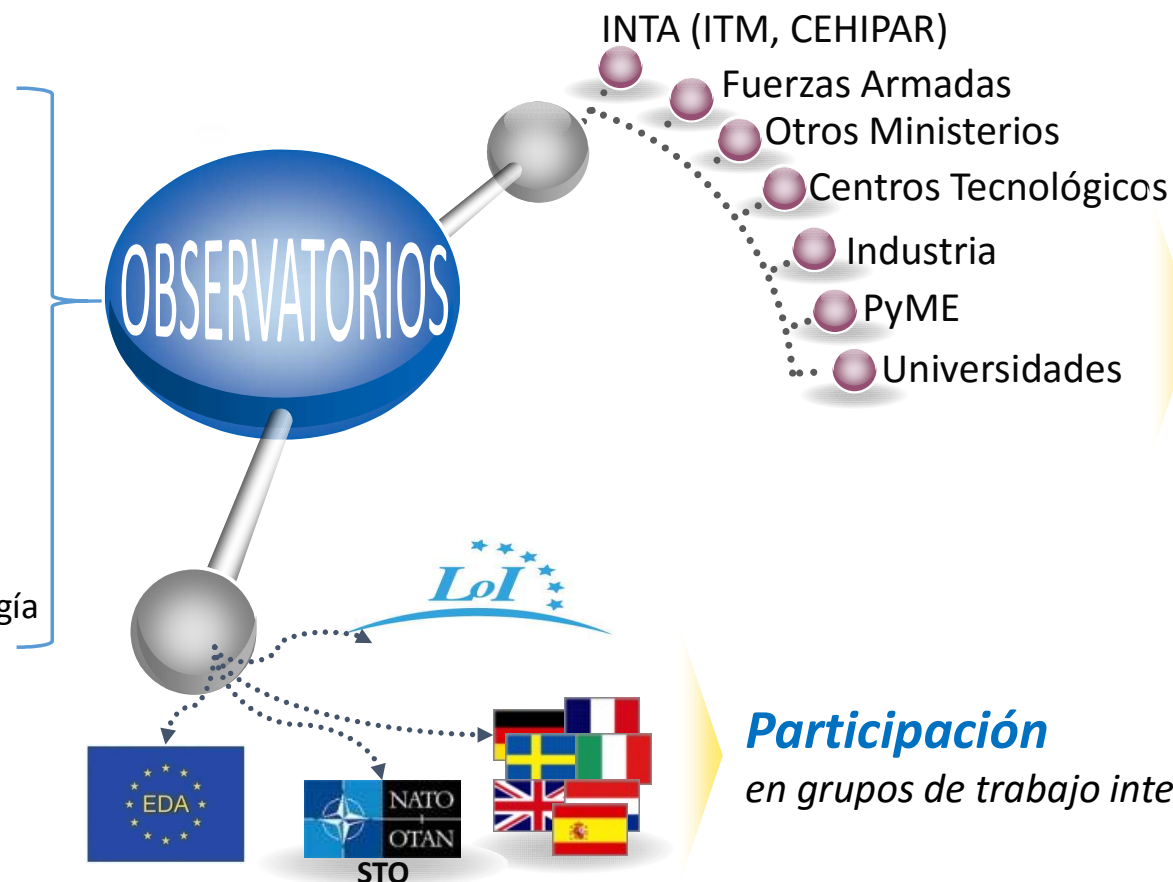 INTA (ITM, CEHIPAR)
Fuerzas Armadas
Otros Ministerios
Centros Tecnológicos
Industria
PyME
Universidades
OBSERVATORIOS
LoI
gía
EDA
NATO
OTAN
STO
Participación
en grupos de trabajo inte